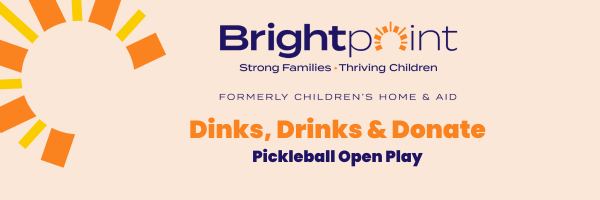 Brightpoint
Strong Families · Thriving Children
FORMERLY CHILDREN'S HOME & AID
Dinks, Drinks & Donate
Pickleball Open Play